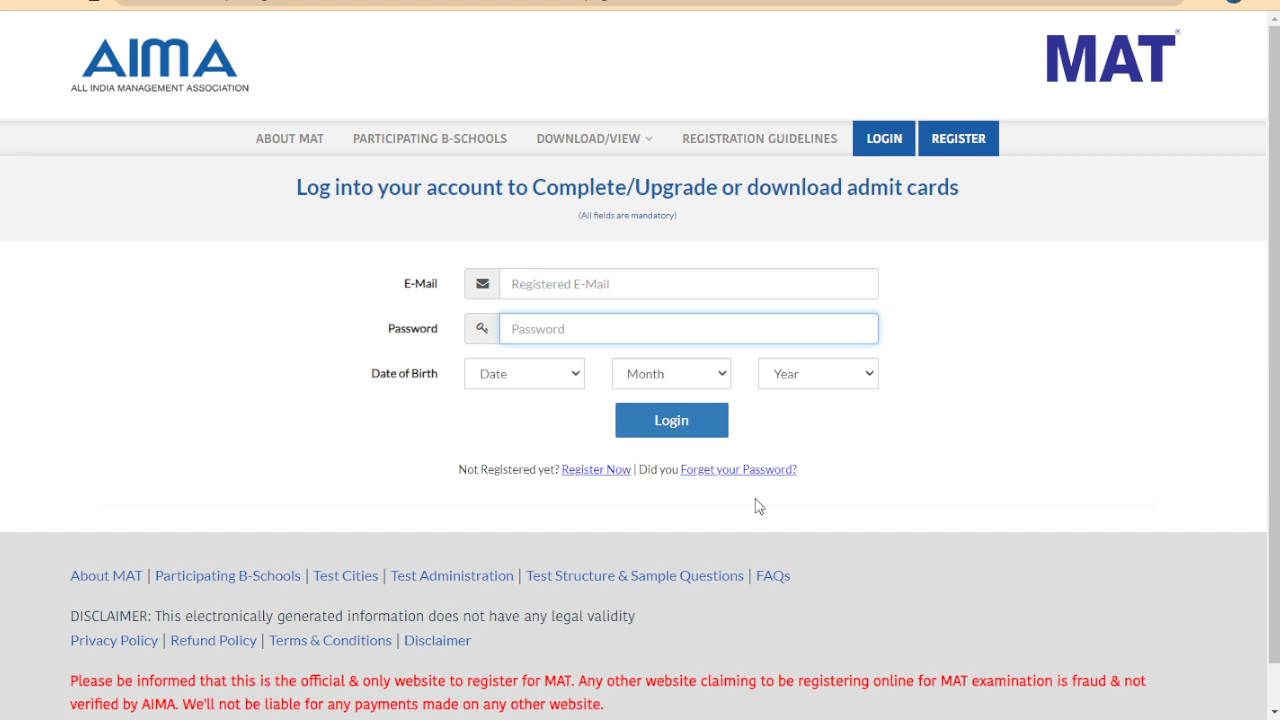 AIMA
ALL INDIA MANAGEMENT ASSOCIATION
MAT®
ABOUT MAT PARTICIPATING B-SCHOOLS DOWNLOAD/VIEW REGISTRATION GUIDELINES LOGIN REGISTER
Log into your account to Complete/Upgrade or download admit cards
(All fields are mandatory)
E-Mail Registered E-Mail
Password Password
Date of Birth Date Month Year
Login
Not Registered yet? Register Now | Did you Forget your Password?
About MAT | Participating B-Schools | Test Cities | Test Administration | Test Structure & Sample Questions | FAQs
DISCLAIMER: This electronically generated information does not have any legal validity
Privacy Policy | Refund Policy | Terms & Conditions | Disclaimer
Please be informed that this is the official & only website to register for MAT. Any other website claiming to be registering online for MAT examination is fraud & not
verified by AIMA. We'll not be liable for any payments made on any other website.